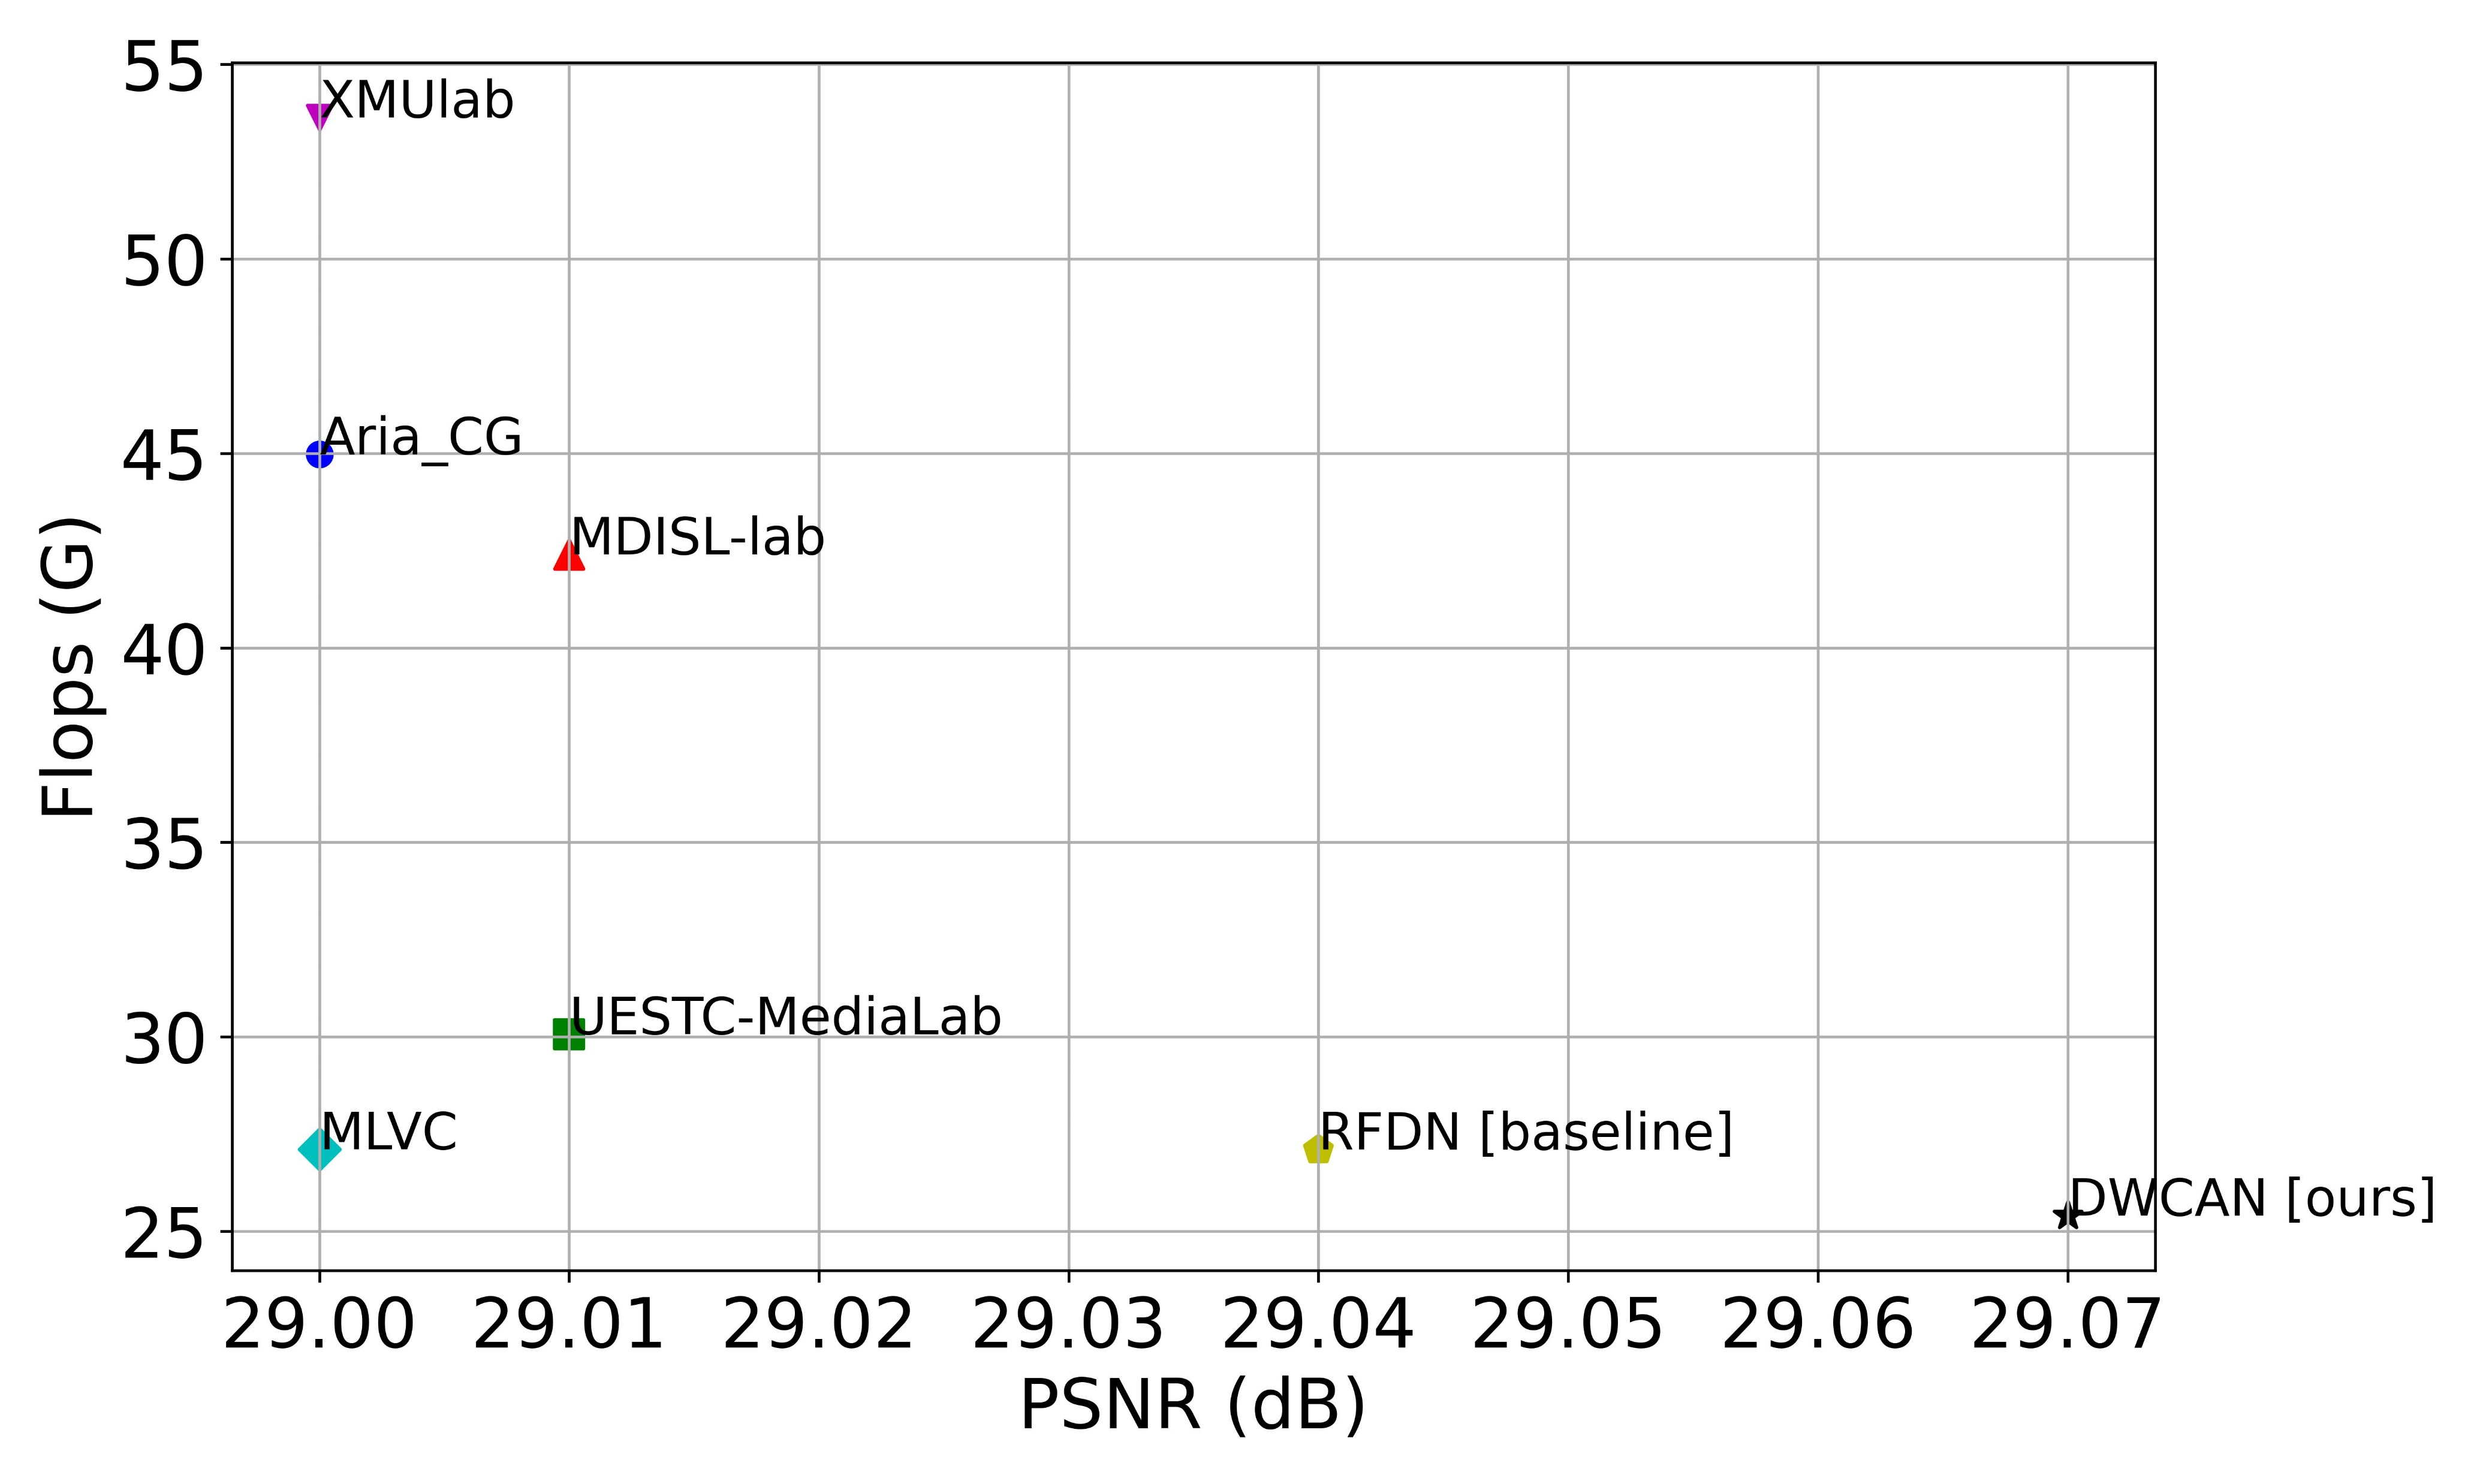 55
XMUlab
50
Aria_CG
45
MDISL-lab
40
Flops (G)
35
UESTC-MediaLab
30
MLVC
RFDN [baseline]
DWCAN [ours]
25
29.00 29.01 29.02 29.03 29.04 29.05 29.06 29.07
PSNR (dB)